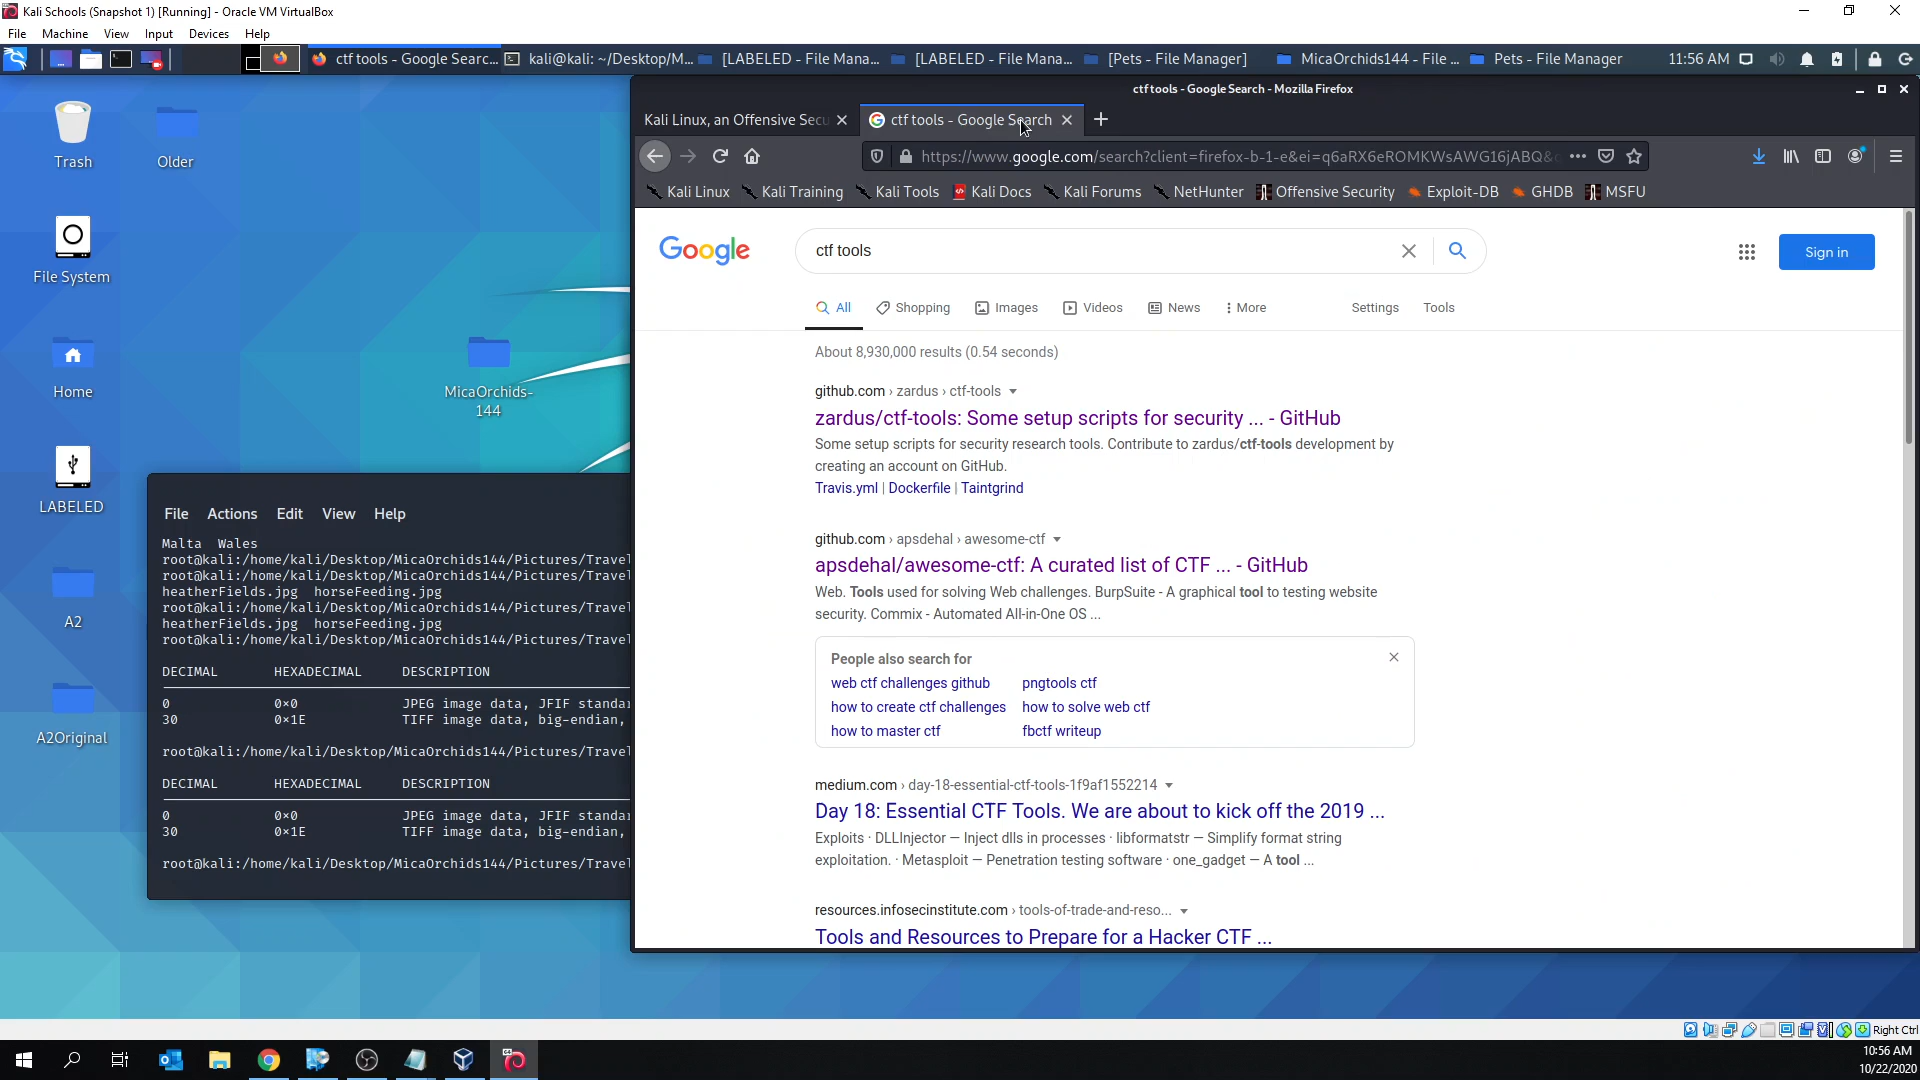 Kali Schools (Snapshot 1) [Running] - Oracle VM VirtualBox
File Machine View Input Devices Help
ctf tools - Google Searc... kali@kali: ~/Desktop/M... [LABELED - File Mana... [LABELED - File Mana... [Pets - File Manager] MicaOrchids144 - File ... Pets - File Manager 11:56 AM
ctf tools - Google Search - Mozilla Firefox
Kali Linux, an Offensive Secu ctf tools - Google Search
https://www.google.com/search?client=firefox-b-1-e&ei=q6aRX6eROMKWsAWG16jABQ&
Kali Linux Kali Training Kali Tools Kali Docs Kali Forums NetHunter Offensive Security Exploit-DB GHDB MSFU
Trash
Older
File System
Home
LABELED
A2
A2Original
MicaOrchids-
144
File Actions Edit View Help
Malta Wales
root@kali:/home/kali/Desktop/MicaOrchids144/Pictures/Travel
root@kali:/home/kali/Desktop/MicaOrchids144/Pictures/Travel
heatherFields.jpg horseFeeding.jpg
root@kali:/home/kali/Desktop/MicaOrchids144/Pictures/Travel
heatherFields.jpg horseFeeding.jpg
root@kali:/home/kali/Desktop/MicaOrchids144/Pictures/Travel
DECIMAL HEXADECIMAL DESCRIPTION
0 0×0 JPEG image data, JFIF standar
30 0×1E TIFF image data, big-endian,
root@kali:/home/kali/Desktop/MicaOrchids144/Pictures/Travel
DECIMAL HEXADECIMAL DESCRIPTION
0 0×0 JPEG image data, JFIF standar
30 0×1E TIFF image data, big-endian,
root@kali:/home/kali/Desktop/MicaOrchids144/Pictures/Travel
Google
ctf tools
Sign in
All Shopping Images Videos News More Settings Tools
About 8,930,000 results (0.54 seconds)
github.com › zardus › ctf-tools
zardus/ctf-tools: Some setup scripts for security ... - GitHub
Some setup scripts for security research tools. Contribute to zardus/ctf-tools development by
creating an account on GitHub.
Travis.yml | Dockerfile | Taintgrind
github.com › apsdehal › awesome-ctf
apsdehal/awesome-ctf: A curated list of CTF ... - GitHub
Web. Tools used for solving Web challenges. BurpSuite - A graphical tool to testing website
security. Commix - Automated All-in-One OS ...
People also search for
web ctf challenges github pngtools ctf
how to create ctf challenges how to solve web ctf
how to master ctf fbctf writeup
medium.com › day-18-essential-ctf-tools-1f9af1552214
Day 18: Essential CTF Tools. We are about to kick off the 2019 ...
Exploits · DLLInjector — Inject dlls in processes · libformatstr — Simplify format string
exploitation. · Metasploit — Penetration testing software · one_gadget — A tool ...
resources.infosecinstitute.com › tools-of-trade-and-reso...
Tools and Resources to Prepare for a Hacker CTF ...
Right Ctrl
10:56 AM
10/22/2020